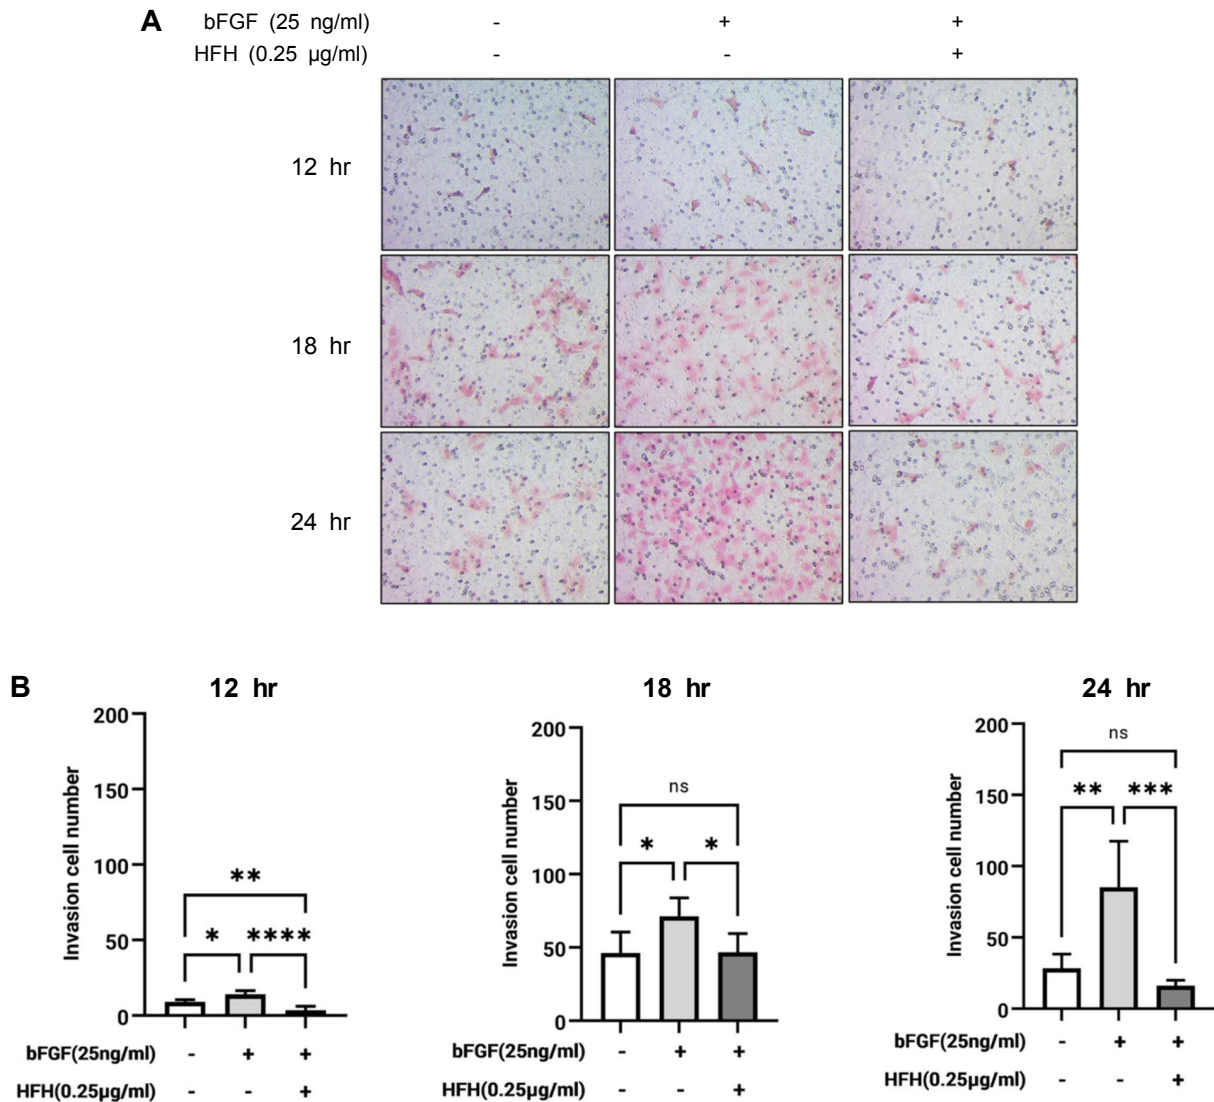 A
bFGF (25 ng/ml) - + +
HFH (0.25 µg/ml) - - +
12 hr
18 hr
24 hr
B
12 hr
Invasion cell number
200
150
100
50
0
**
* ****
bFGF(25ng/ml) - + +
HFH(0.25µg/ml) - - +
18 hr
Invasion cell number
200
150
100
50
0
ns
* *
bFGF(25ng/ml) - + +
HFH(0.25µg/ml) - - +
24 hr
Invasion cell number
200
150
100
50
0
ns
** ***
bFGF(25ng/ml) - + +
HFH(0.25µg/ml) - - +